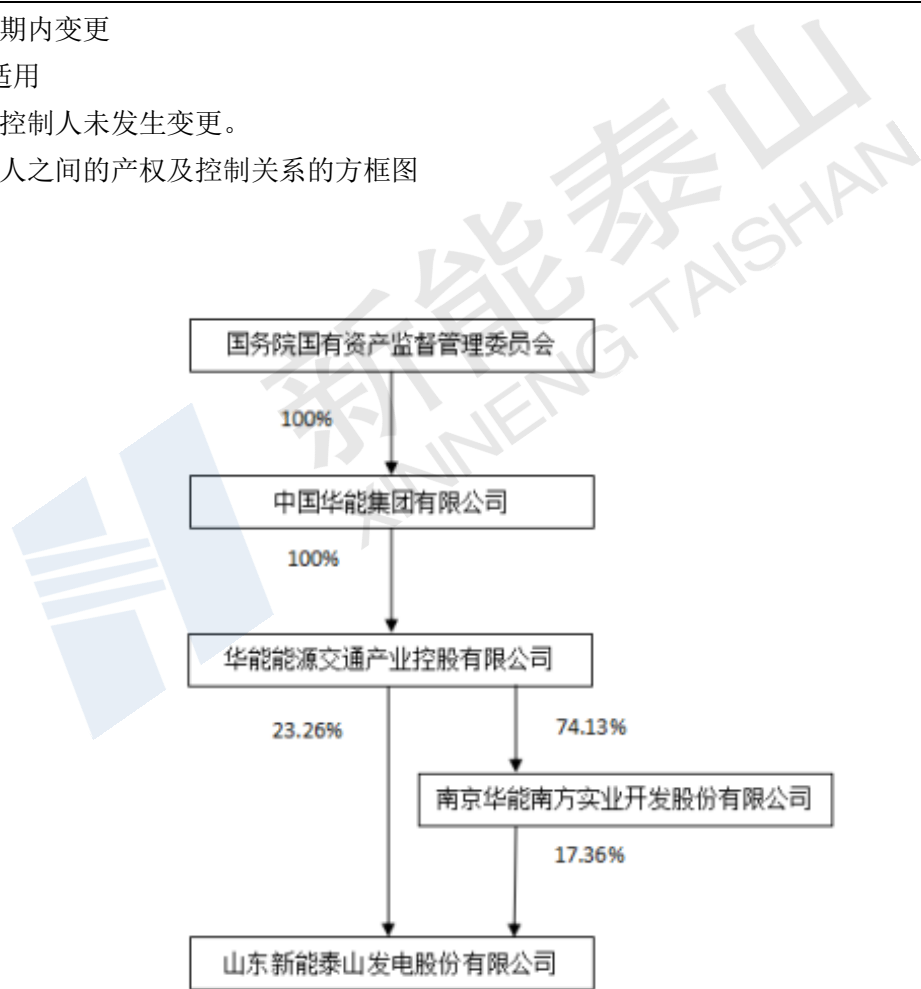 期内变更
适用
控制人未发生变更。
人之间的产权及控制关系的方框图
新能泰山
XINNENG TAISHAN
国务院国有资产监督管理委员会
100%
中国华能集团有限公司
100%
华能能源交通产业控股有限公司
23.26%
74.13%
南京华能南方实业开发股份有限公司
17.36%
山东新能泰山发电股份有限公司